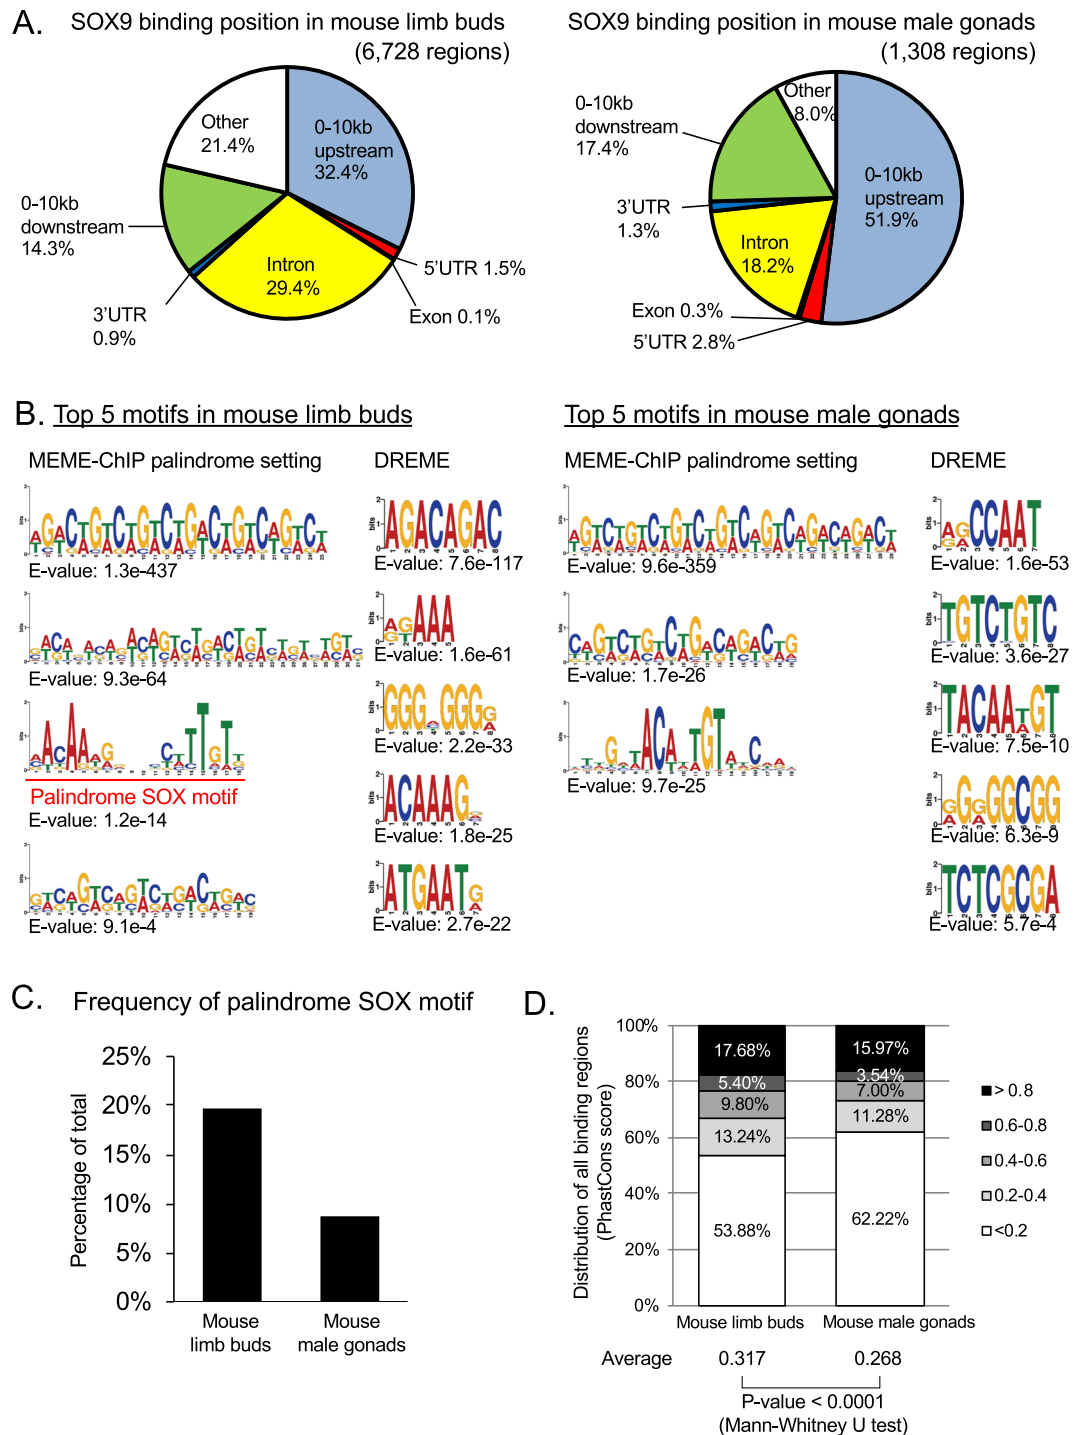 A.
SOX9 binding position in mouse limb buds
(6,728 regions)
Other
21.4%
0-10kb
upstream
32.4%
0-10kb
downstream
14.3%
Intron
29.4%
5'UTR 1.5%
Exon 0.1%
3'UTR
0.9%
SOX9 binding position in mouse male gonads
(1,308 regions)
Other
8.0%
0-10kb
downstream
17.4%
0-10kb
upstream
51.9%
3'UTR
1.3%
Intron
18.2%
Exon 0.3%
5'UTR 2.8%
B.
Top 5 motifs in mouse limb buds
MEME-ChIP palindrome setting
E-value: 1.3e-437
E-value: 9.3e-64
Palindrome SOX motif
E-value: 1.2e-14
E-value: 9.1e-4
DREME
AGACAGAC
E-value: 7.6e-117
E-value: 1.6e-61
E-value: 2.2e-33
E-value: 1.8e-25
E-value: 2.7e-22
Top 5 motifs in mouse male gonads
MEME-ChIP palindrome setting
E-value: 9.6e-359
E-value: 1.7e-26
E-value: 9.7e-25
DREME
E-value: 1.6e-53
TGTCTGTC
E-value: 3.6e-27
E-value: 7.5e-10
E-value: 6.3e-9
TCTCGCGA
E-value: 5.7e-4
C.
Frequency of palindrome SOX motif
Percentage of total
25%
20%
15%
10%
5%
0%
Mouse
limb buds
Mouse
male gonads
D.
Distribution of all binding regions
(PhastCons score)
100%
80%
60%
40%
20%
0%
17.68%
5.40%
9.80%
13.24%
53.88%
15.97%
3.54%
7.00%
11.28%
62.22%
> 0.8
0.6-0.8
0.4-0.6
0.2-0.4
<0.2
Mouse limb buds
Mouse male gonads
Average
0.317
0.268
P-value < 0.0001
(Mann-Whitney U test)